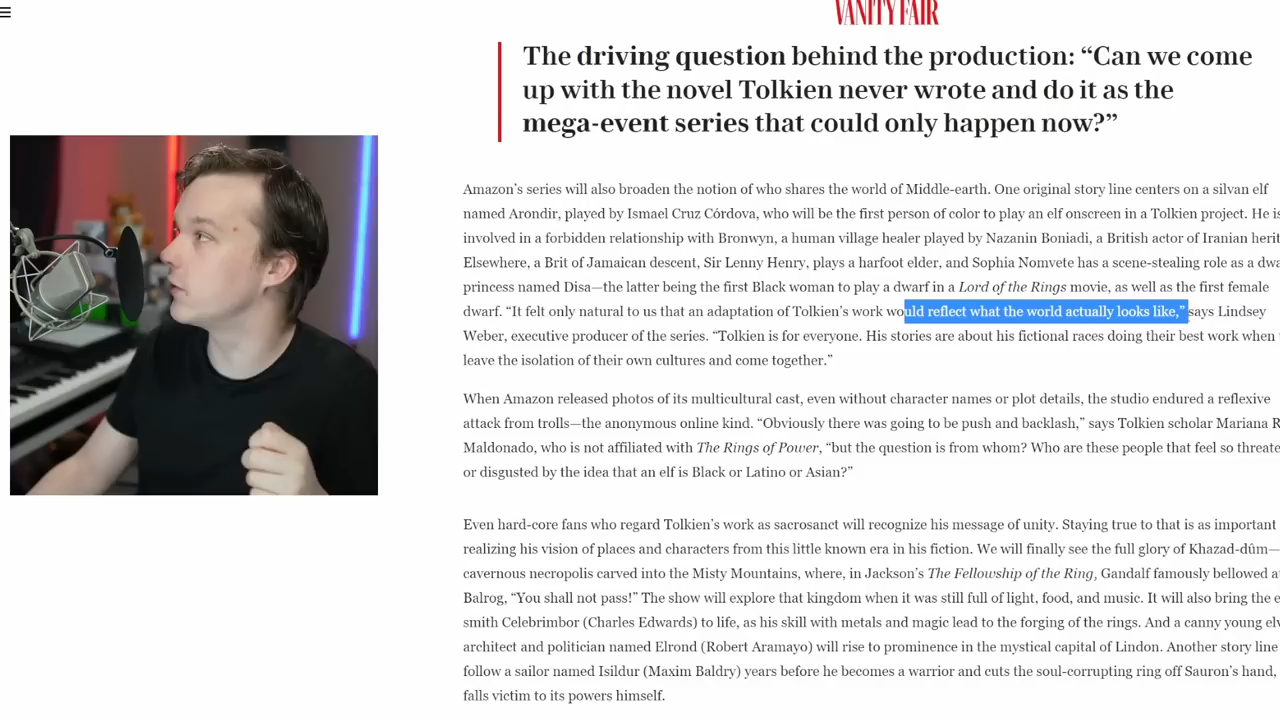 VANITY FAIR
The driving question behind the production: “Can we come
up with the novel Tolkien never wrote and do it as the
mega-event series that could only happen now?”
Amazon’s series will also broaden the notion of who shares the world of Middle-earth. One original story line centers on a silvan elf
named Arondir, played by Ismael Cruz Córdova, who will be the first person of color to play an elf onscreen in a Tolkien project. He is
involved in a forbidden relationship with Bronwyn, a human village healer played by Nazanin Boniadi, a British actor of Iranian
Elsewhere, a Brit of Jamaican descent, Sir Lenny Henry, plays a harfoot elder, and Sophia Nomvete has a scene-stealing role as a
princess named Disa—the latter being the first Black woman to play a dwarf in a Lord of the Rings movie, as well as the first female
dwarf. “It felt only natural to us that an adaptation of Tolkien’s work would reflect what the world actually looks like,” says Lindsey
Weber, executive producer of the series. “Tolkien is for everyone. His stories are about his fictional races doing their best work when
leave the isolation of their own cultures and come together.”
When Amazon released photos of its multicultural cast, even without character names or plot details, the studio endured a reflexive
attack from trolls—the anonymous online kind. “Obviously there was going to be push and backlash,” says Tolkien scholar Mariana
Maldonado, who is not affiliated with The Rings of Power, “but the question is from whom? Who are these people that feel so
or disgusted by the idea that an elf is Black or Latino or Asian?”
Even hard-core fans who regard Tolkien’s work as sacrosanct will recognize his message of unity. Staying true to that is as important
realizing his vision of places and characters from this little known era in his fiction. We will finally see the full glory of Khazad-dûm—
cavernous necropolis carved into the Misty Mountains, where, in Jackson’s The Fellowship of the Ring, Gandalf famously bellowed
Balrog, “You shall not pass!” The show will explore that kingdom when it was still full of light, food, and music. It will also bring the
smith Celebrimbor (Charles Edwards) to life, as his skill with metals and magic lead to the forging of the rings. And a canny young
architect and politician named Elrond (Robert Aramayo) will rise to prominence in the mystical capital of Lindon. Another story line
follow a sailor named Isildur (Maxim Baldry) years before he becomes a warrior and cuts the soul-corrupting ring off Sauron’s hand,
falls victim to its powers himself.